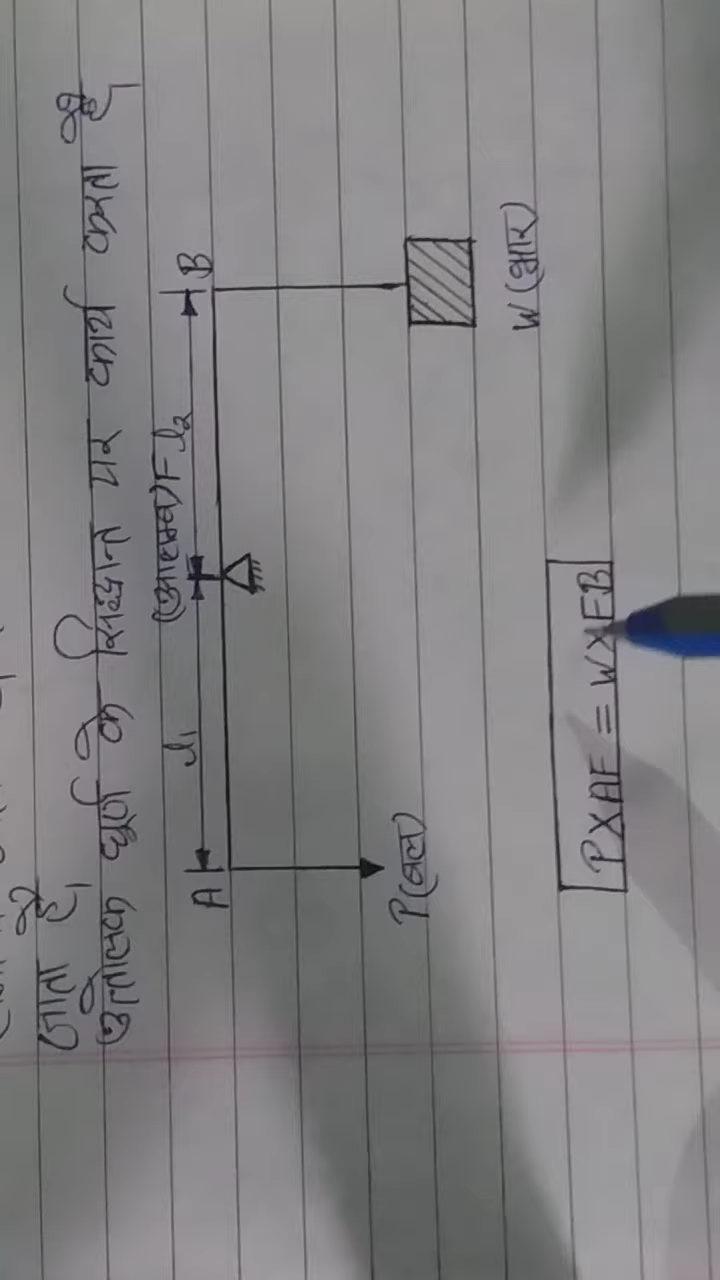 जाता है।
उत्तोलक घूर्ण के सिद्धान्त पर कार्य करता है।
(आलम्ब) F
A l₁ l₂ B
P(बल)
W(भार)
P×AF = W×FB